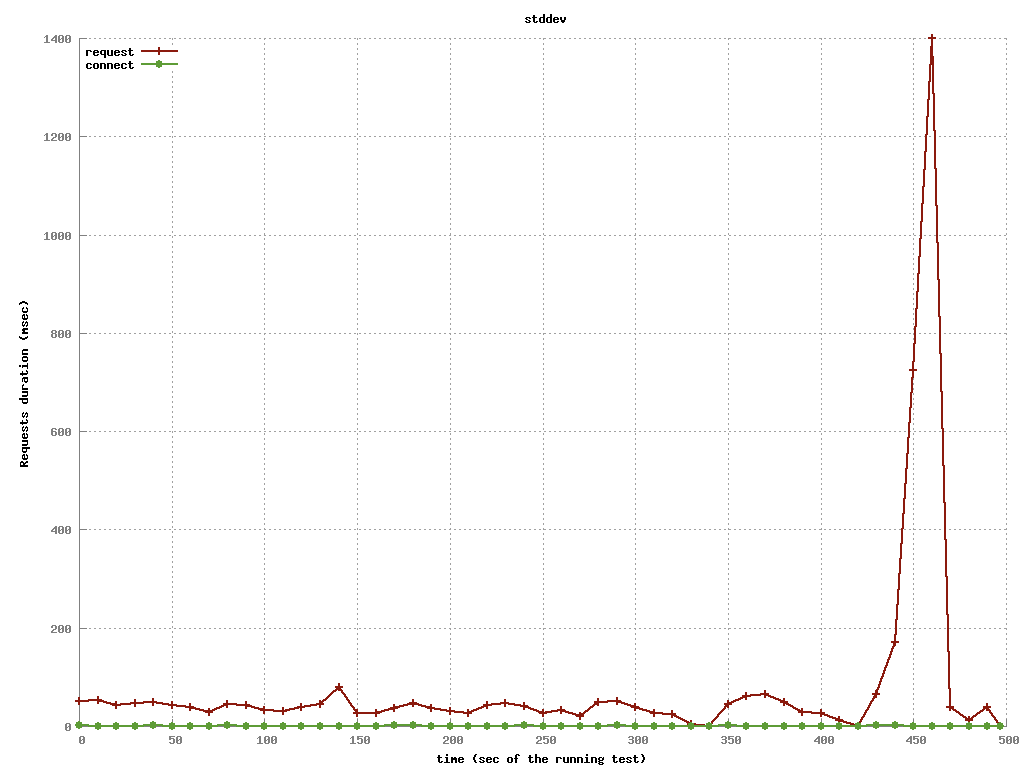 stddev
request
connect
1400
1200
1000
800
600
400
200
0
Requests duration (msec)
0 50 100 150 200 250 300 350 400 450 500
time (sec of the running test)